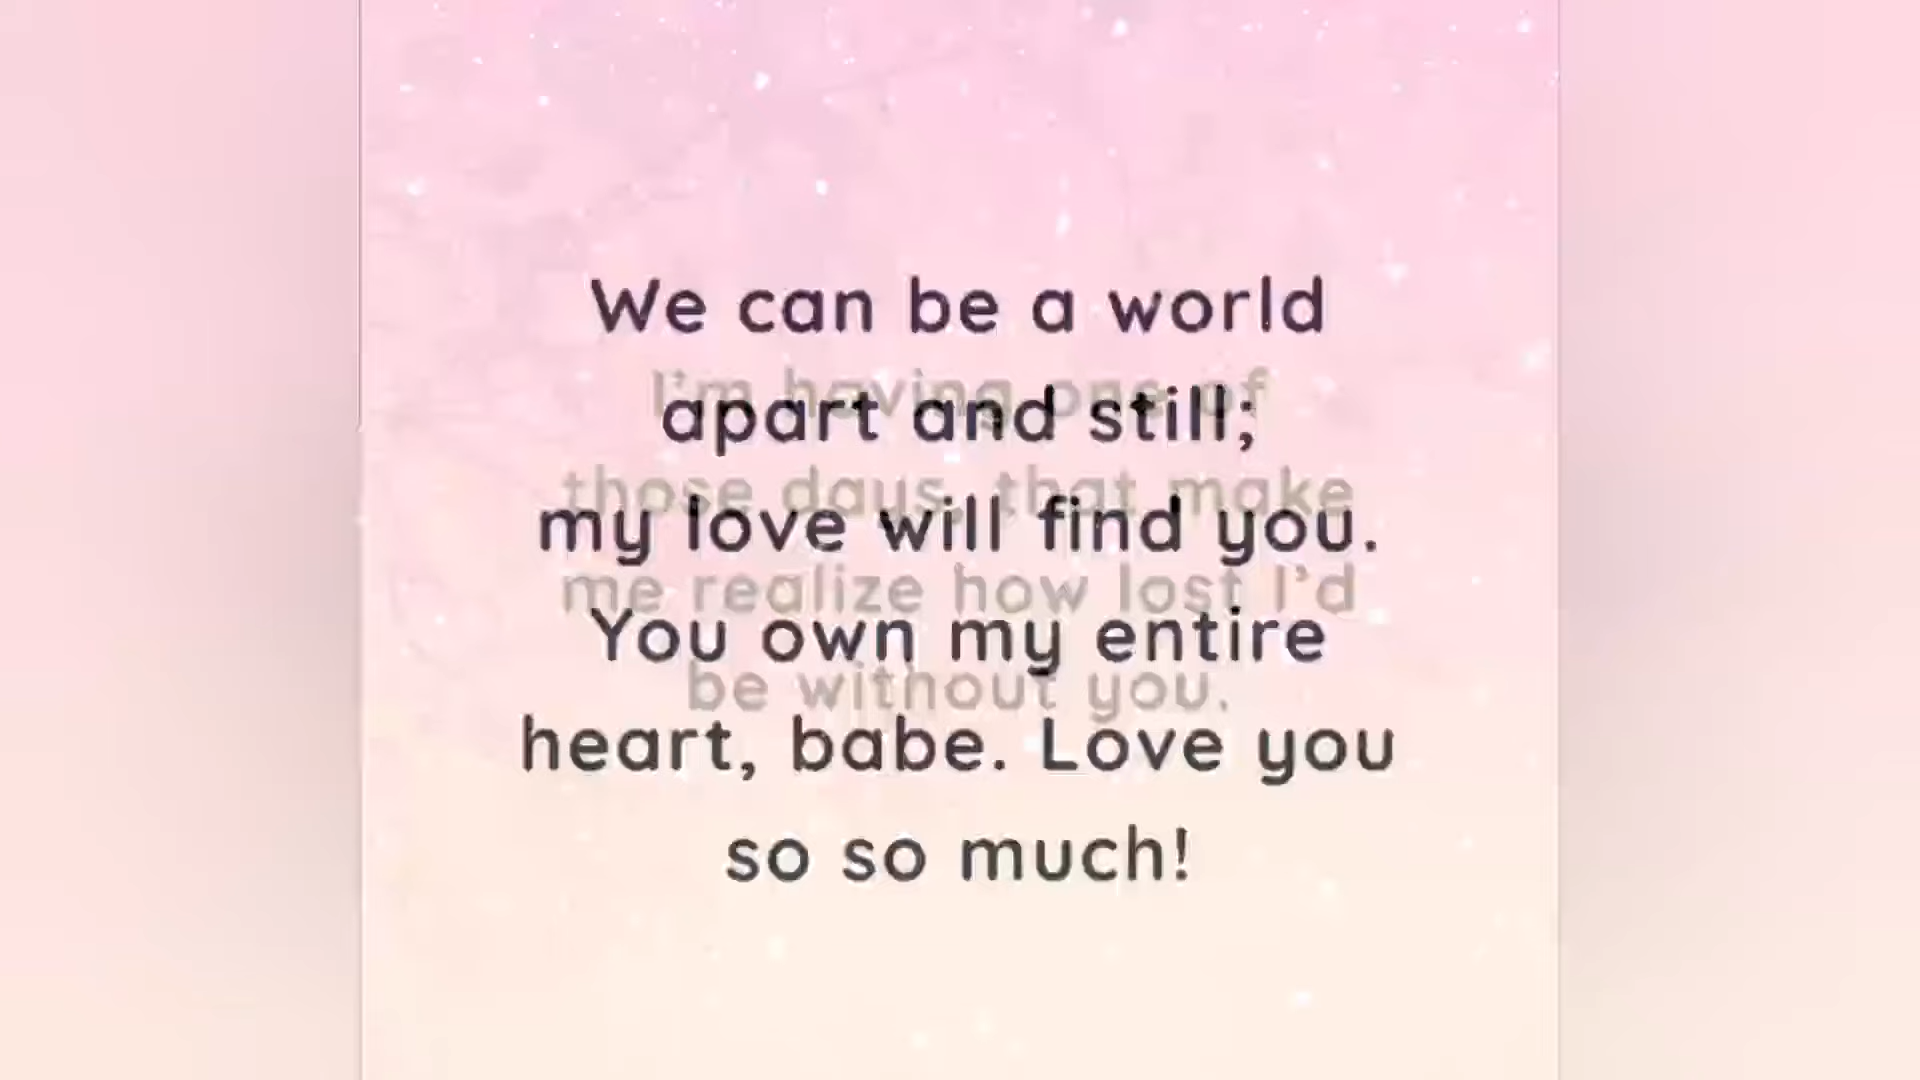 We can be a world
apart and still;
my love will find you.
You own my entire
heart, babe. Love you
so so much!
I'm having one of
those days, that make
me realize how lost I'd
be without you.